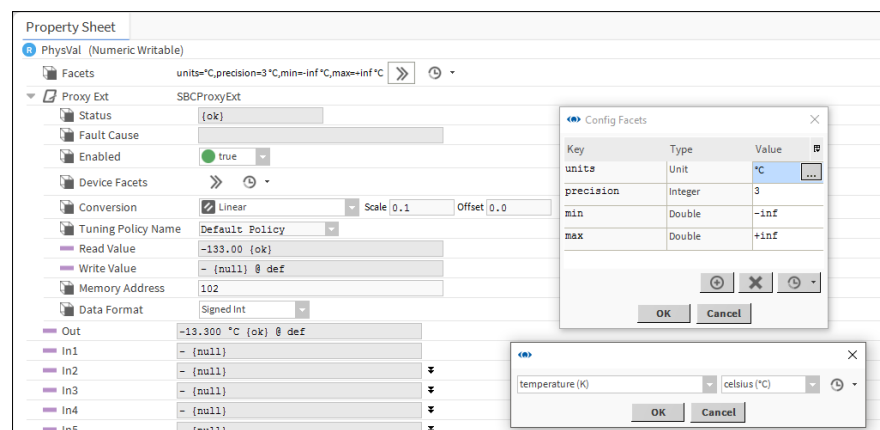 Property Sheet
PhysVal (Numeric Writable)
Facets units=°C,precision=3 °C,min=-inf °C,max=+inf °C
Proxy Ext SBCProxyExt
Status {ok}
Fault Cause
Enabled true
Device Facets
Conversion Linear Scale 0.1 Offset 0.0
Tuning Policy Name Default Policy
Read Value -133.00 {ok}
Write Value - {null} @ def
Memory Address 102
Data Format Signed Int
Out -13.300 °C {ok} @ def
In1 - {null}
In2 - {null}
In3 - {null}
In4 - {null}
In5 - {null}
Config Facets
Key Type Value
units Unit °C ...
precision Integer 3
min Double -inf
max Double +inf
OK Cancel
temperature (K) celsius (°C)
OK Cancel